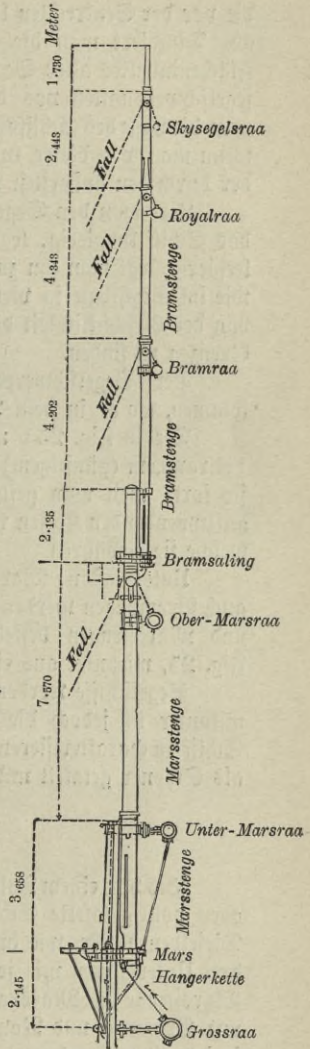 Meter
1.730
Skysegelsraa
2.443
Fall
Royalraa
Fall
4.343
Bramstenge
Bramraa
Fall
4.202
Bramstenge
2.135
Bramsaling
Ober-Marsraa
Fall
7.570
Marsstenge
Unter-Marsraa
3.658
Marsstenge
Mars
Hangerkette
2.145
Grossraa